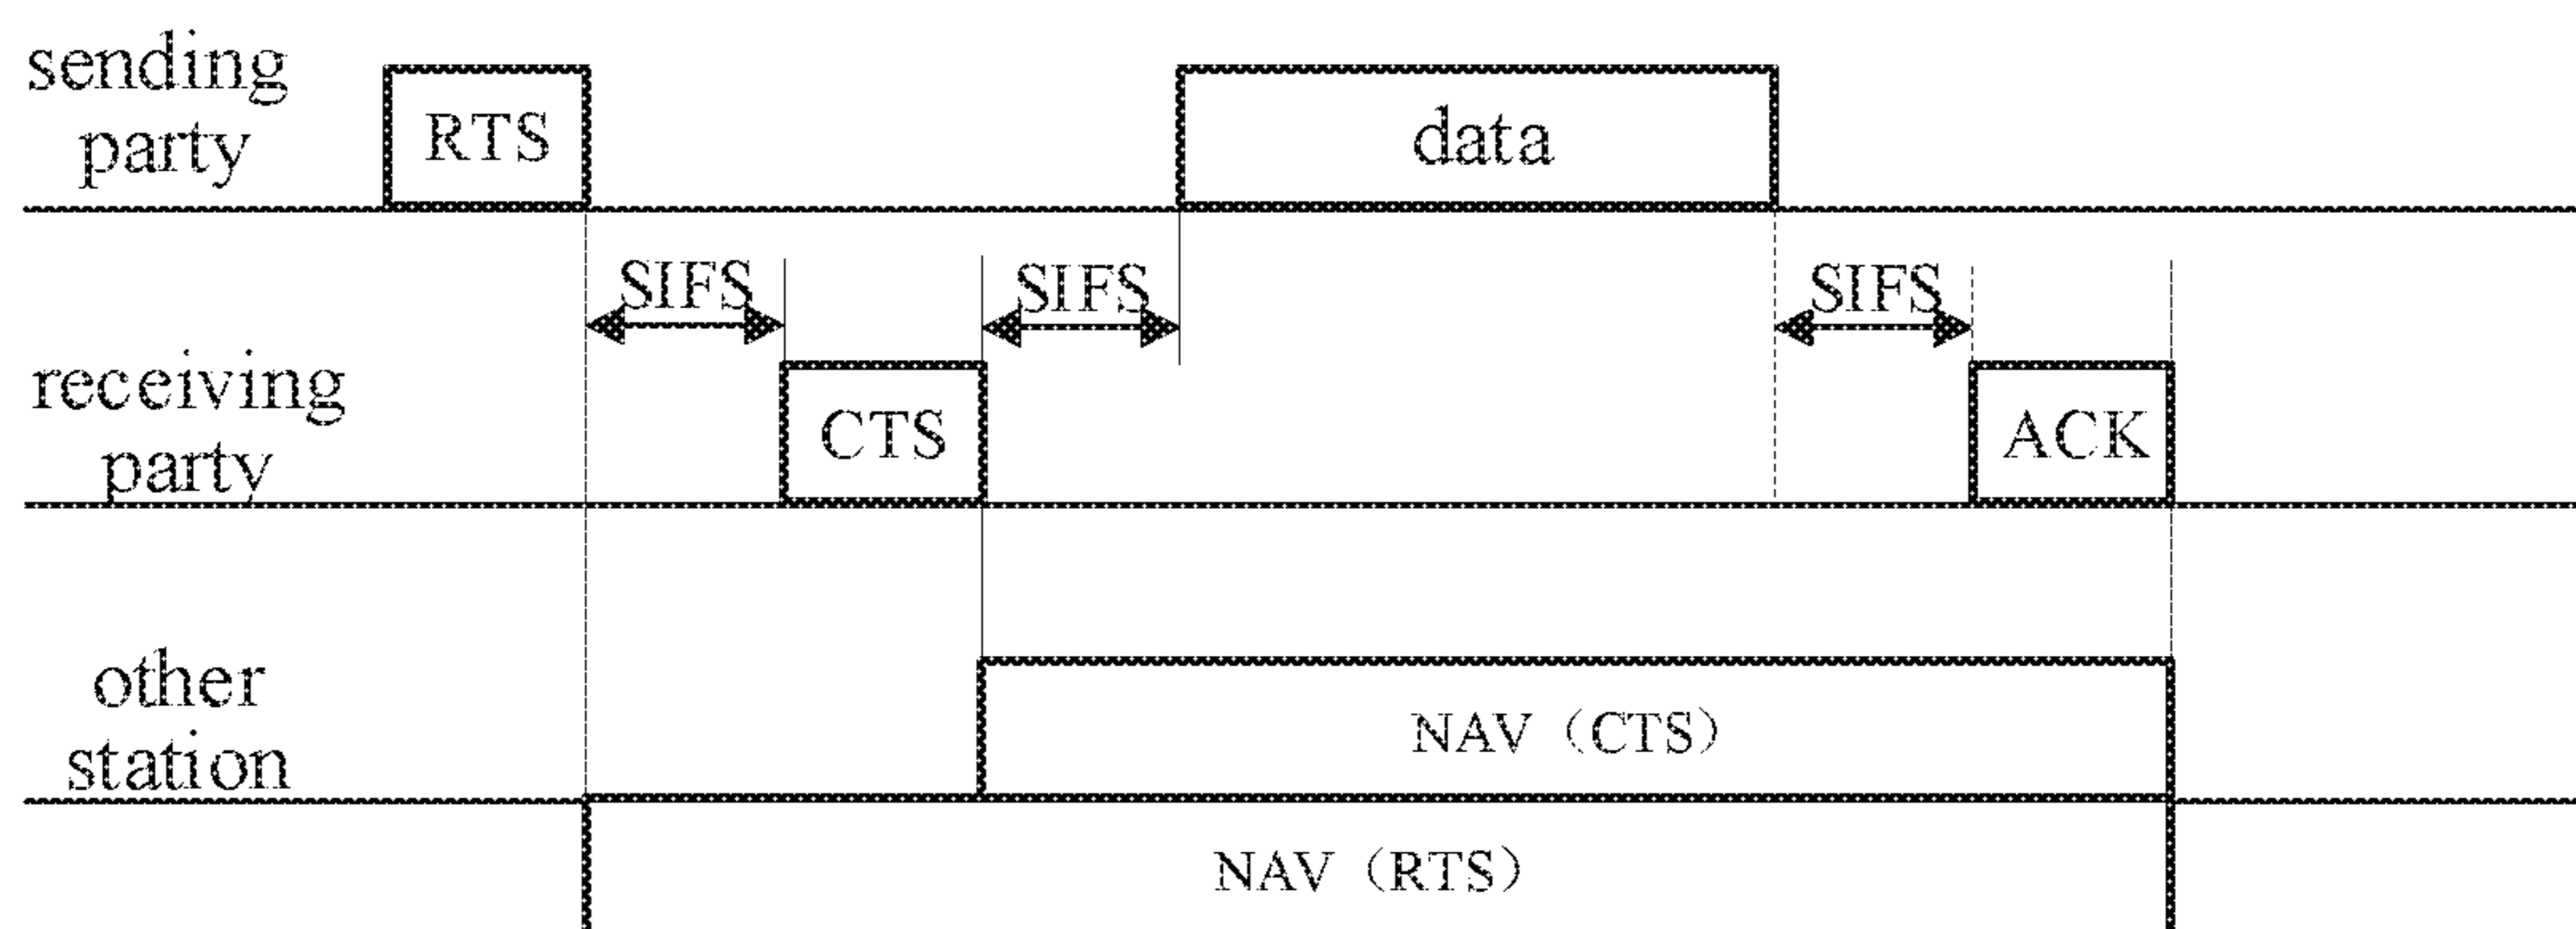 sending
party
RTS
data
SIFS
SIFS
SIFS
receiving
party
CTS
ACK
other
station
NAV（CTS）
NAV（RTS）